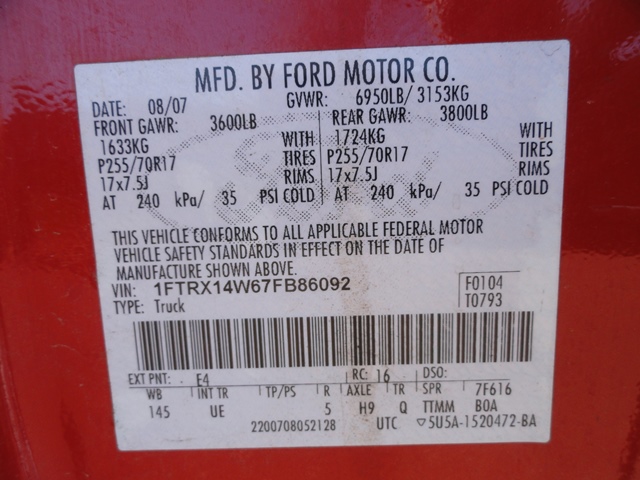 MFD. BY FORD MOTOR CO.
DATE: 08/07 GVWR: 6950LB/ 3153KG
FRONT GAWR: 3600LB REAR GAWR: 3800LB
1633KG WITH 1724KG WITH
P255/70R17 TIRES P255/70R17 TIRES
17x7.5J RIMS 17x7.5J RIMS
AT 240 kPa/ 35 PSI COLD AT 240 kPa/ 35 PSI COLD
THIS VEHICLE CONFORMS TO ALL APPLICABLE FEDERAL MOTOR
VEHICLE SAFETY STANDARDS IN EFFECT ON THE DATE OF
MANUFACTURE SHOWN ABOVE.
VIN: 1FTRX14W67FB86092 F0104
TYPE: Truck T0793
EXT PNT: E4 RC: 16 DSO:
WB INT TR TP/PS R AXLE TR SPR 7F616
145 UE 5 H9 Q TTMM BOA
2200708052128 UTC ▽5U5A-1520472-BA